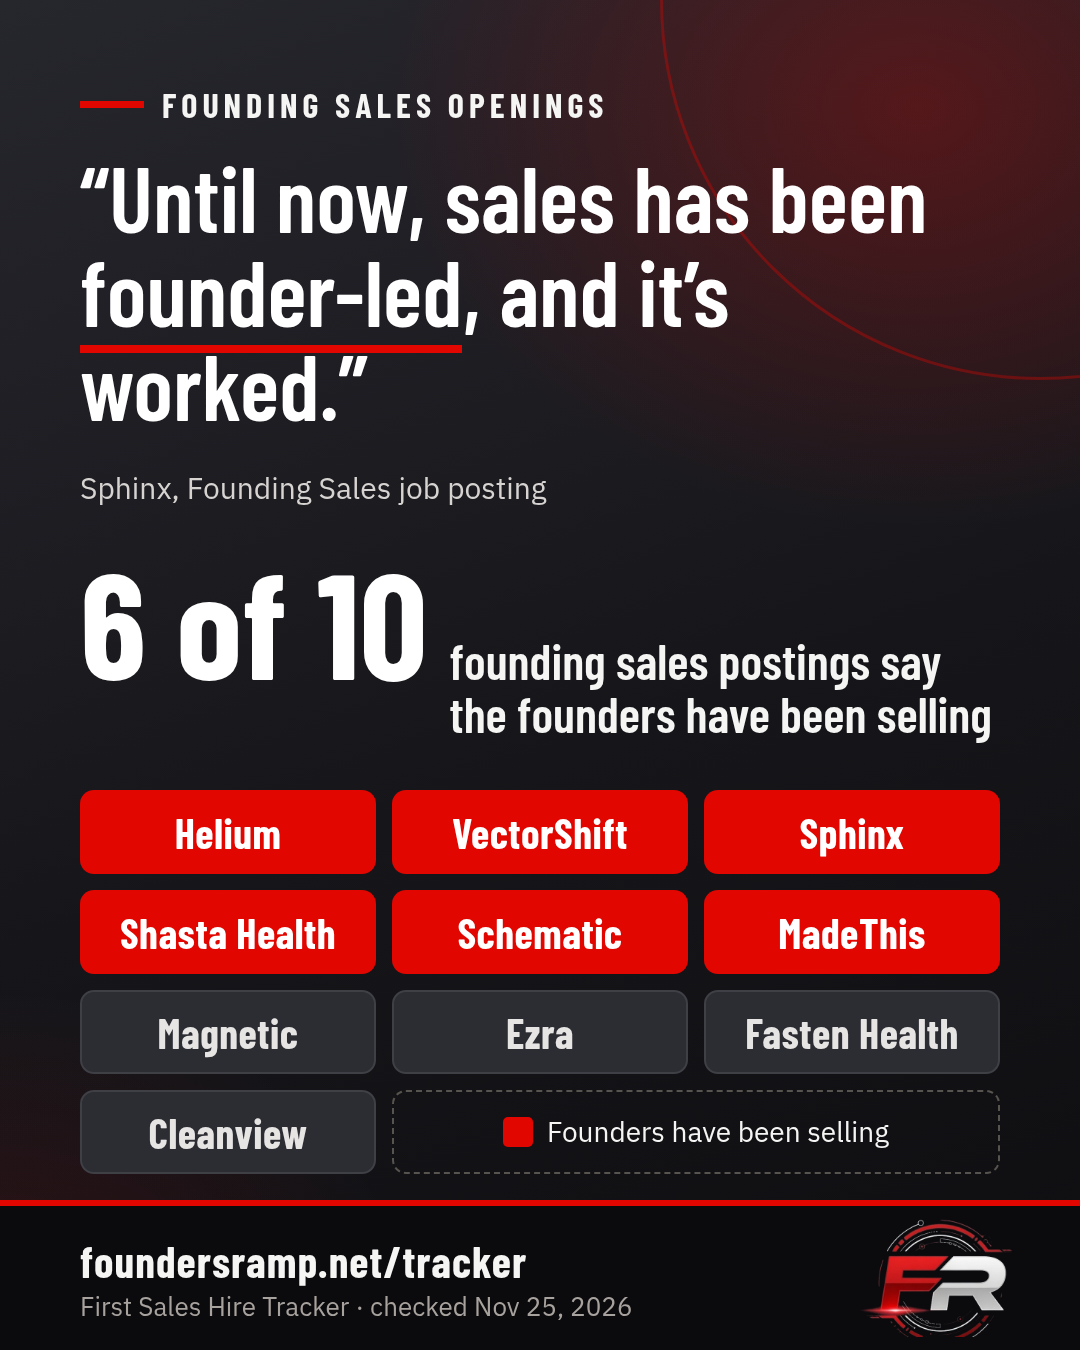 FOUNDING SALES OPENINGS
“Until now, sales has been
founder-led, and it’s
worked.”
Sphinx, Founding Sales job posting
6 of 10
founding sales postings say
the founders have been selling
Helium
VectorShift
Sphinx
Shasta Health
Schematic
MadeThis
Magnetic
Ezra
Fasten Health
Cleanview
Founders have been selling
foundersramp.net/tracker
First Sales Hire Tracker · checked Nov 25, 2026
FR